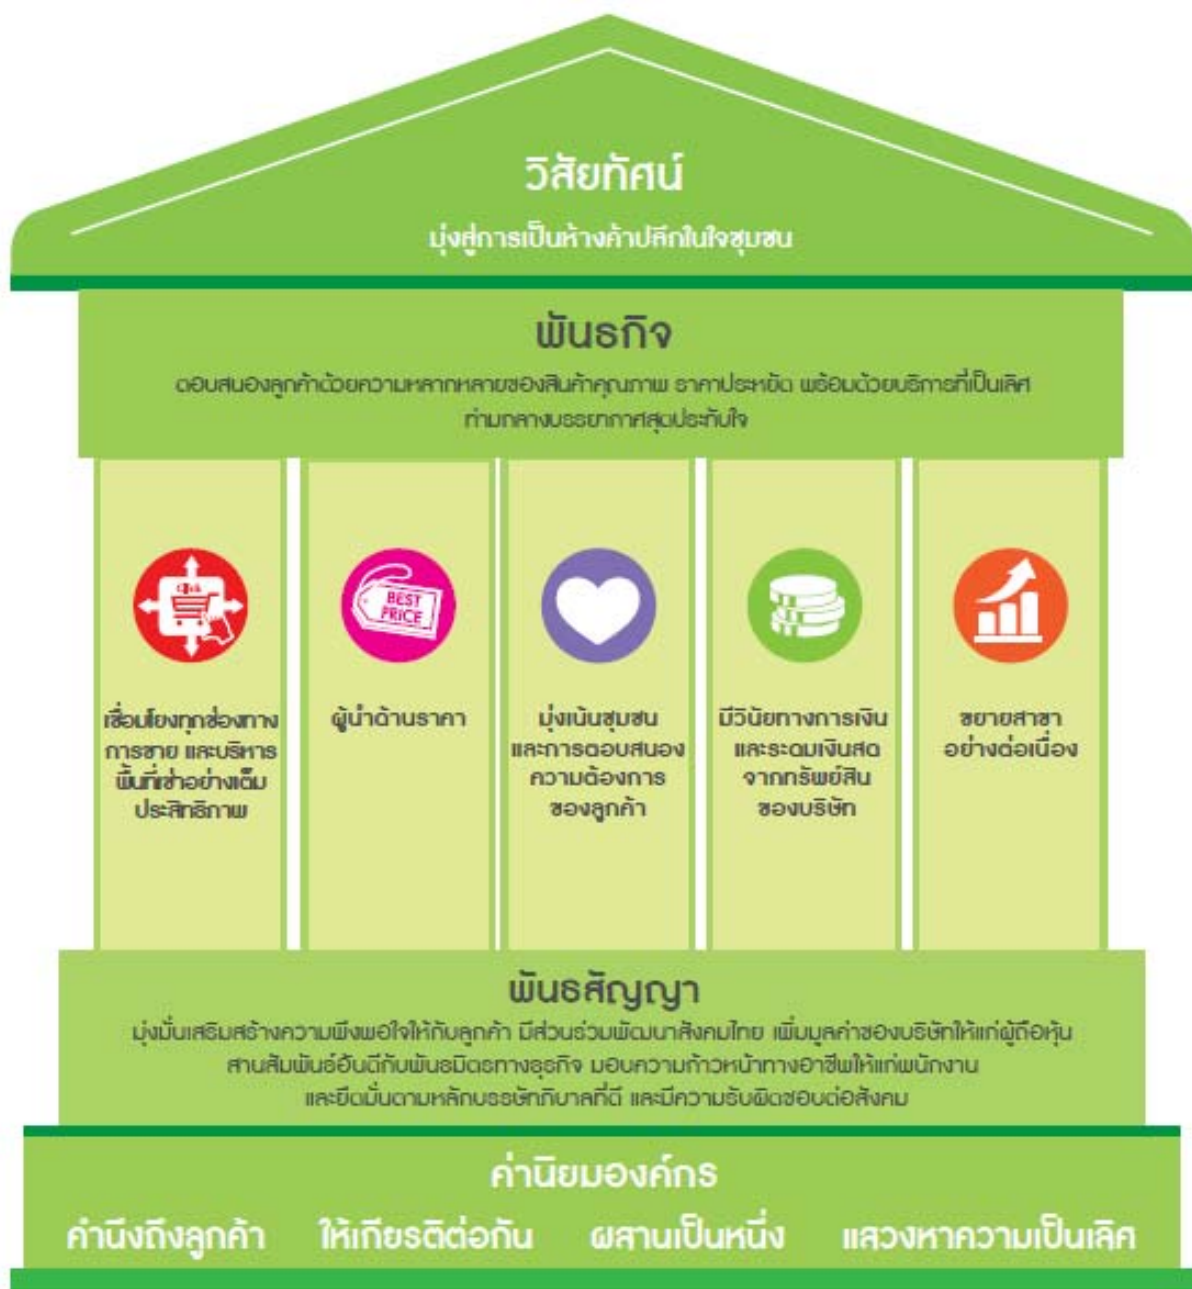 วิสัยทัศน์
มุ่งสู่การเป็นห้างค้าปลีกในใจชุมชน
พันธกิจ
ตอบสนองลูกค้าด้วยความหลากหลายของสินค้าคุณภาพ ราคาประหยัด พร้อมด้วยบริการที่เป็นเลิศ
ท่ามกลางบรรยากาศสุดประทับใจ
BEST
PRICE
เชื่อมโยงทุกช่องทาง
การขาย และบริหาร
พื้นที่เช่าอย่างเต็ม
ประสิทธิภาพ
ผู้นำด้านราคา
มุ่งเน้นชุมชน
และการตอบสนอง
ความต้องการ
ของลูกค้า
มีวินัยทางการเงิน
และระดมเงินสด
จากทรัพย์สิน
ของบริษัท
ขยายสาขา
อย่างต่อเนื่อง
พันธสัญญา
มุ่งมั่นเสริมสร้างความพึงพอใจให้กับลูกค้า มีส่วนร่วมพัฒนาสังคมไทย เพิ่มมูลค่าของบริษัทให้แก่ผู้ถือหุ้น
สานสัมพันธ์อันดีกับพันธมิตรทางธุรกิจ มอบความก้าวหน้าทางอาชีพให้แก่พนักงาน
และยึดมั่นตามหลักบรรษัทภิบาลที่ดี และมีความรับผิดชอบต่อสังคม
ค่านิยมองค์กร
คำนึงถึงลูกค้า ให้เกียรติต่อกัน ผสานเป็นหนึ่ง แสวงหาความเป็นเลิศ